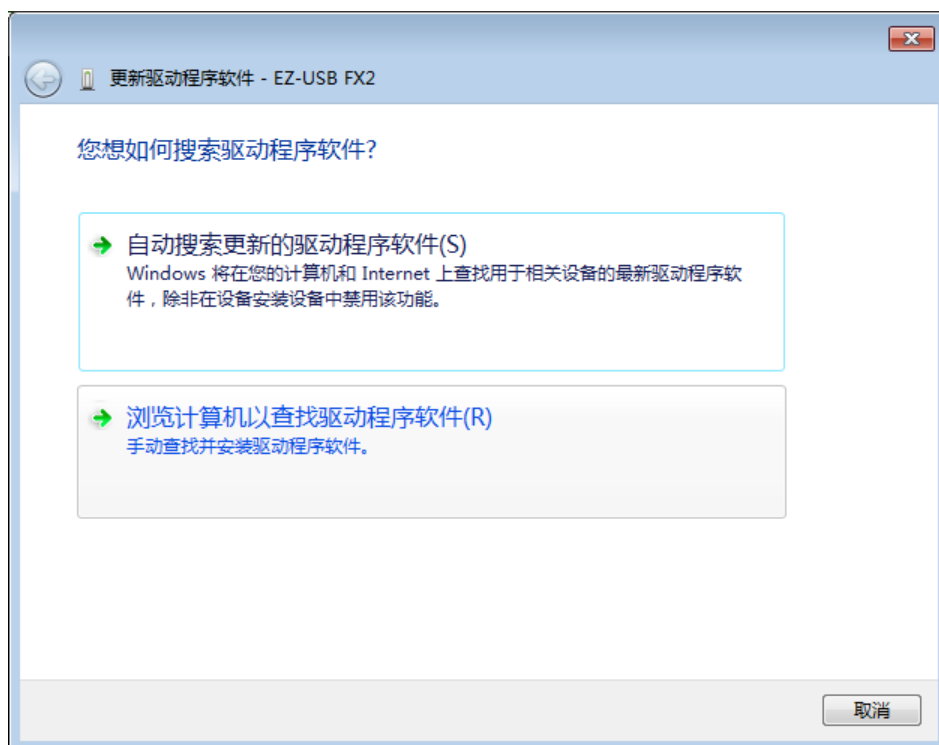 更新驱动程序软件 - EZ-USB FX2
您想如何搜索驱动程序软件?
自动搜索更新的驱动程序软件(S)
Windows 将在您的计算机和 Internet 上查找用于相关设备的最新驱动程序软
件，除非在设备安装设备中禁用该功能。
浏览计算机以查找驱动程序软件(R)
手动查找并安装驱动程序软件。
取消